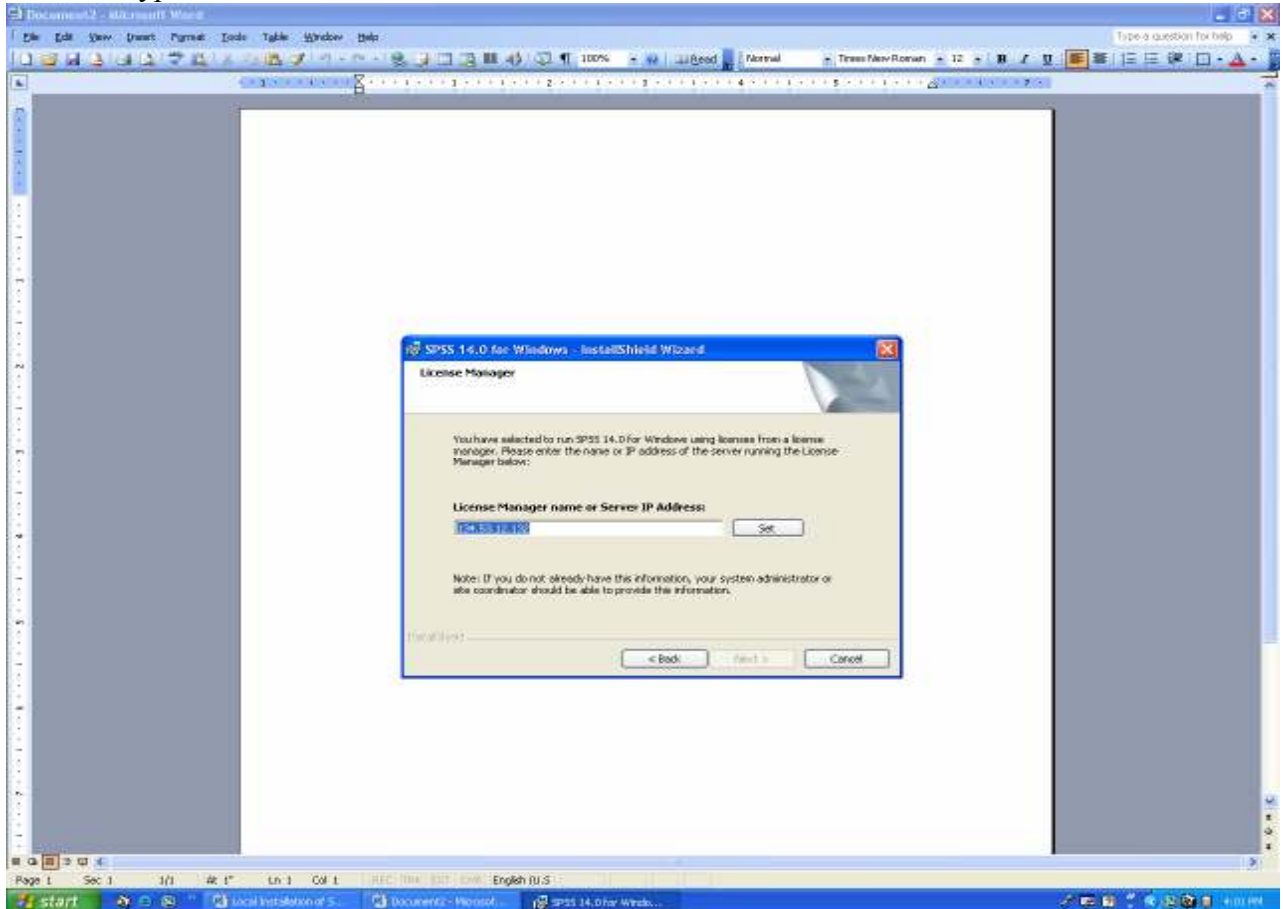 Document2 - Microsoft Word
File Edit View Insert Format Tools Table Window Help
Type a question for help
100%
Read
Normal
Times New Roman
12
B I U
SPSS 14.0 for Windows - InstallShield Wizard
License Manager
You have selected to run SPSS 14.0 for Windows using licenses from a license
manager. Please enter the name or IP address of the server running the License
Manager below:
License Manager name or Server IP Address:
Set
Note: If you do not already have this information, your system administrator or
site coordinator should be able to provide this information.
InstallShield
< Back Next > Cancel
Page 1 Sec 1 1/1 At 1" Ln 1 Col 1 REC TRK EXT OVR English (U.S
start Local Installation of S... Document2 - Microsof... SPSS 14.0 for Windo... 4:01 PM